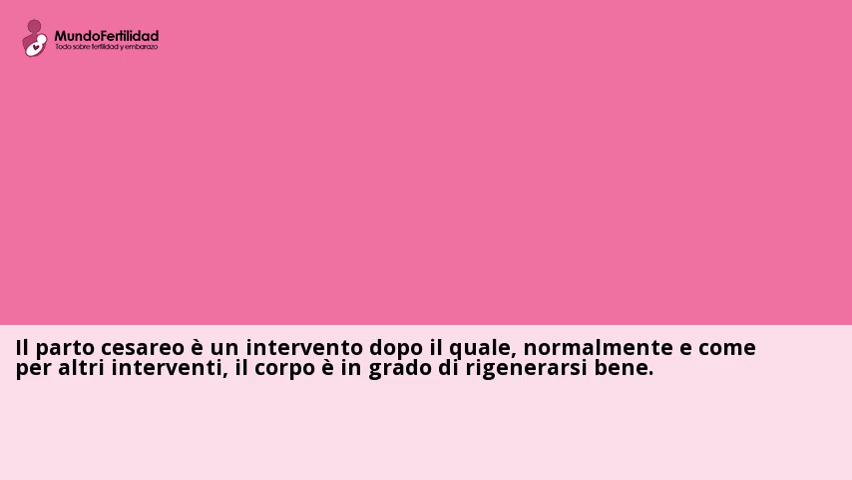 MundoFertilidad
Todo sobre fertilidad y embarazo
Il parto cesareo è un intervento dopo il quale, normalmente e come
per altri interventi, il corpo è in grado di rigenerarsi bene.